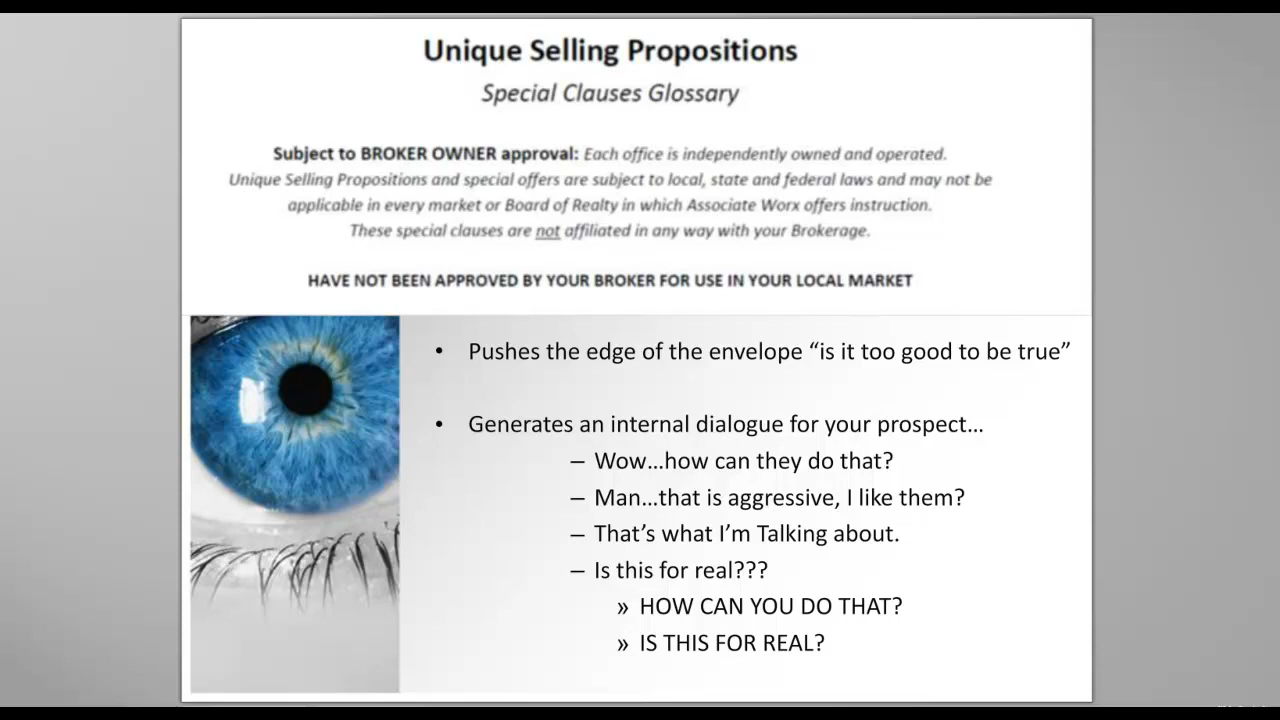 Unique Selling Propositions
Special Clauses Glossary
Subject to BROKER OWNER approval: Each office is independently owned and operated.
Unique Selling Propositions and special offers are subject to local, state and federal laws and may not be
applicable in every market or Board of Realty in which Associate Worx offers instruction.
These special clauses are not affiliated in any way with your Brokerage.
HAVE NOT BEEN APPROVED BY YOUR BROKER FOR USE IN YOUR LOCAL MARKET
• Pushes the edge of the envelope “is it too good to be true”
• Generates an internal dialogue for your prospect…
– Wow…how can they do that?
– Man…that is aggressive, I like them?
– That’s what I’m Talking about.
– Is this for real???
» HOW CAN YOU DO THAT?
» IS THIS FOR REAL?